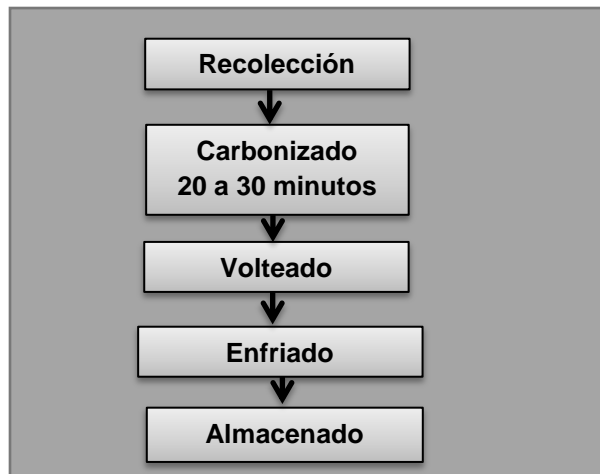 Recolección
Carbonizado
20 a 30 minutos
Volteado
Enfriado
Almacenado